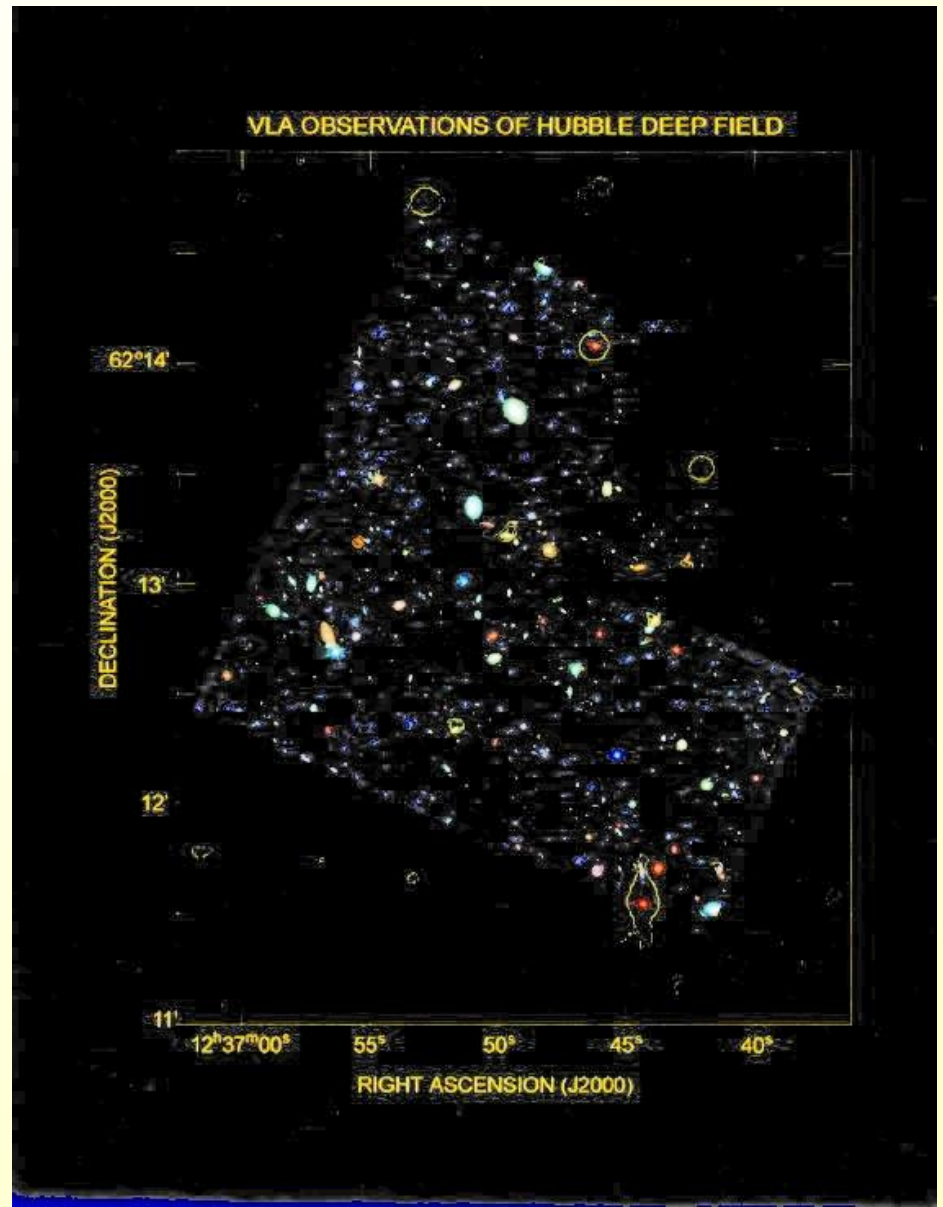 VLA OBSERVATIONS OF HUBBLE DEEP FIELD
62°14'
DECLINATION (J2000)
13'
12'
11'
12ʰ37ᵐ00ˢ 55ˢ 50ˢ 45ˢ 40ˢ
RIGHT ASCENSION (J2000)